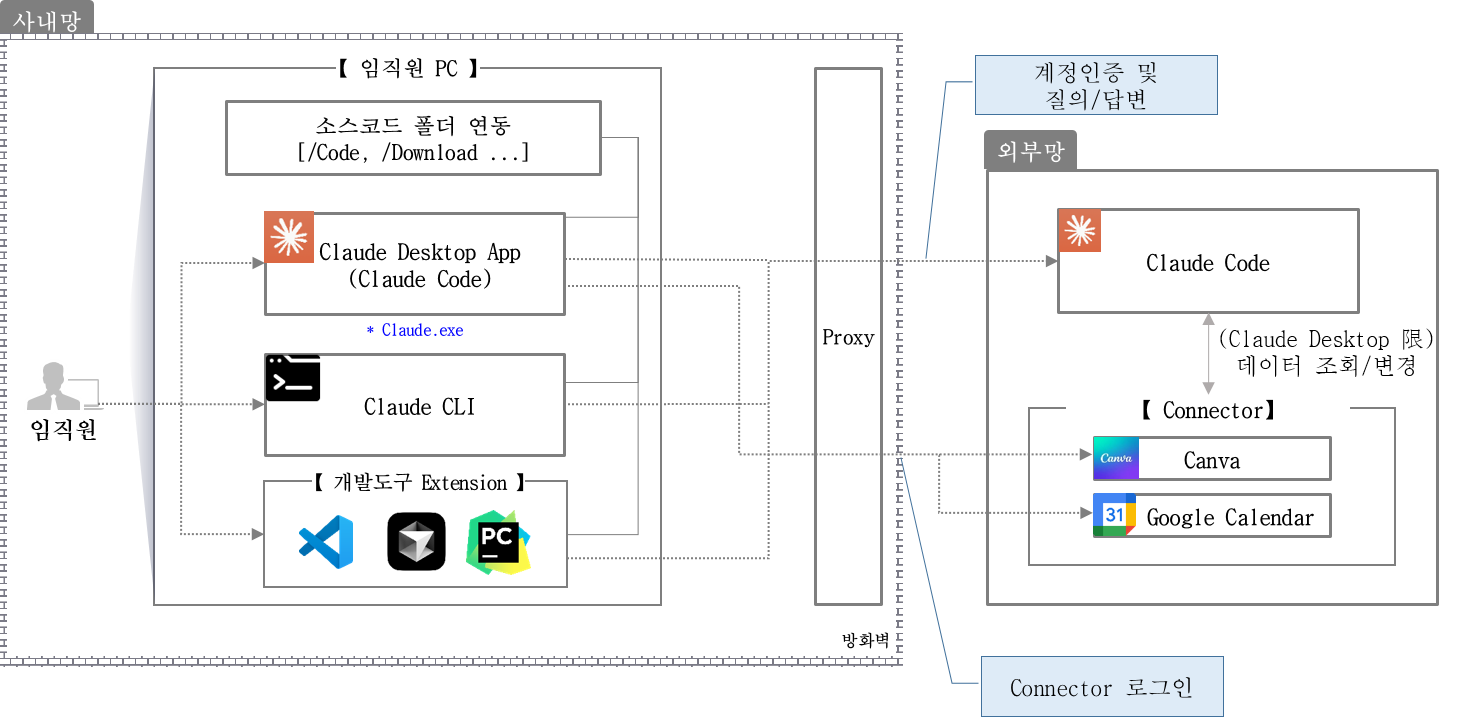 사내망
【 임직원 PC 】
소스코드 폴더 연동
[/Code, /Download ...]
Claude Desktop App
(Claude Code)
* Claude.exe
Claude CLI
임직원
【 개발도구 Extension 】
PC
Proxy
방화벽
계정인증 및
질의/답변
외부망
Claude Code
(Claude Desktop 限)
데이터 조회/변경
【 Connector】
Canva
Canva
31
Google Calendar
Connector 로그인